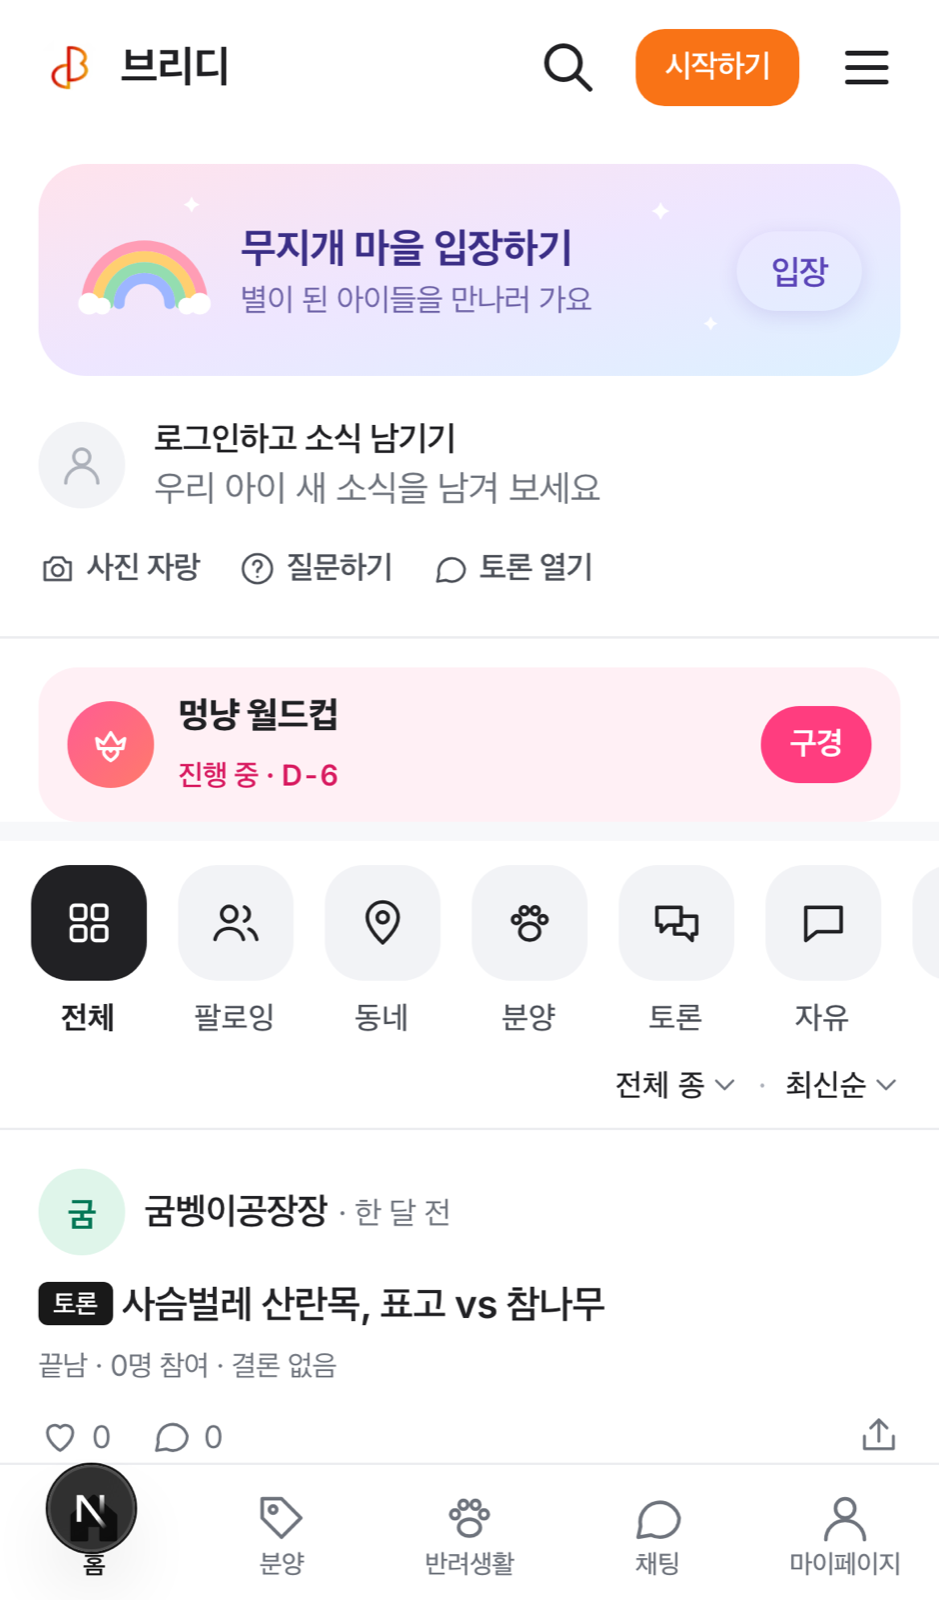 브리디
시작하기
무지개 마을 입장하기
별이 된 아이들을 만나러 가요
입장
로그인하고 소식 남기기
우리 아이 새 소식을 남겨 보세요
사진 자랑 질문하기 토론 열기
멍냥 월드컵
진행 중 · D-6
구경
전체 팔로잉 동네 분양 토론 자유
전체 종 · 최신순
굼 굼벵이공장장 · 한 달 전
토론 사슴벌레 산란목, 표고 vs 참나무
끝남 · 0명 참여 · 결론 없음
0 0
N
홈 분양 반려생활 채팅 마이페이지